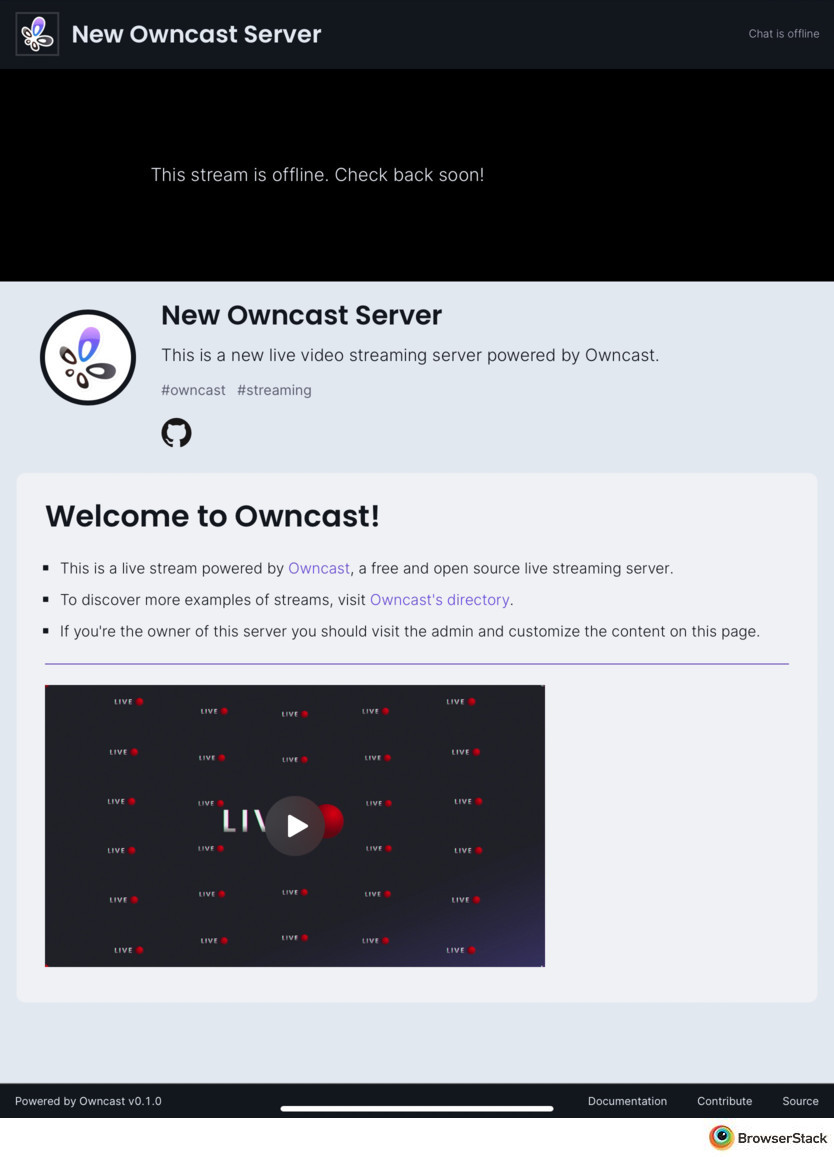 New Owncast Server
Chat is offline
This stream is offline. Check back soon!
New Owncast Server
This is a new live video streaming server powered by Owncast.
#owncast #streaming
Welcome to Owncast!
This is a live stream powered by Owncast, a free and open source live streaming server.
To discover more examples of streams, visit Owncast's directory.
If you're the owner of this server you should visit the admin and customize the content on this page.
LIVE LIVE LIVE LIVE LIVE
LIVE LIVE LIVE LIVE LIVE
LIVE LIVE LIVE LIVE
LIV
LIVE LIVE LIVE LIVE
LIVE LIVE LIVE LIVE LIVE
LIVE LIVE LIVE LIVE LIVE
Powered by Owncast v0.1.0
Documentation Contribute Source
BrowserStack